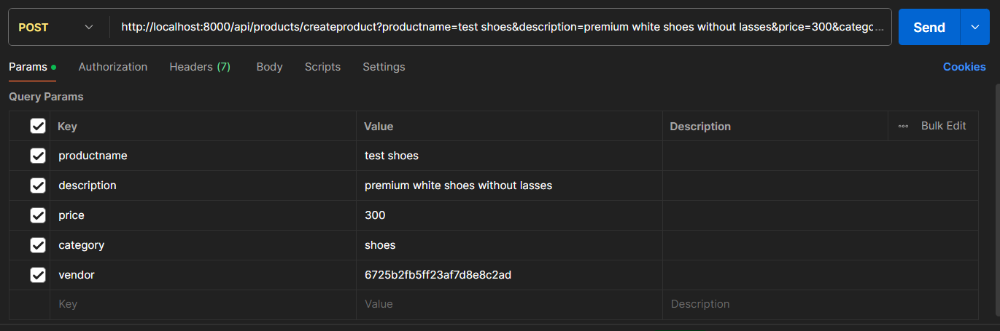 POST http://localhost:8000/api/products/createproduct?productname=test shoes&description=premium white shoes without lasses&price=300&catego... Send
Params Authorization Headers (7) Body Scripts Settings Cookies
Query Params
Key Value Description Bulk Edit
productname test shoes
description premium white shoes without lasses
price 300
category shoes
vendor 6725b2fb5ff23af7d8e8c2ad
Key Value Description